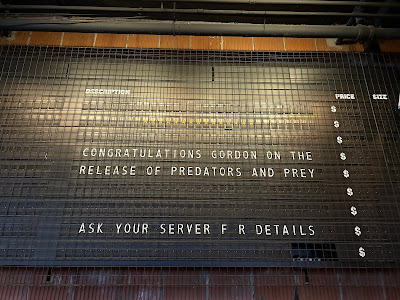 DESCRIPTION PRICE SIZE
$
$
$
CONGRATULATIONS GORDON ON THE $
RELEASE OF PREDATORS AND PREY $
$
$
ASK YOUR SERVER F R DETAILS $
$